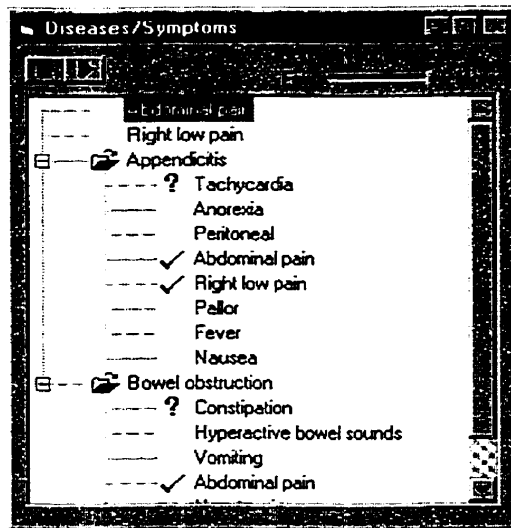 Diseases/Symptoms
Abdominal pain
Right low pain
Appendicitis
? Tachycardia
Anorexia
Peritoneal
Abdominal pain
Right low pain
Pallor
Fever
Nausea
Bowel obstruction
? Constipation
Hyperactive bowel sounds
Vomiting
Abdominal pain